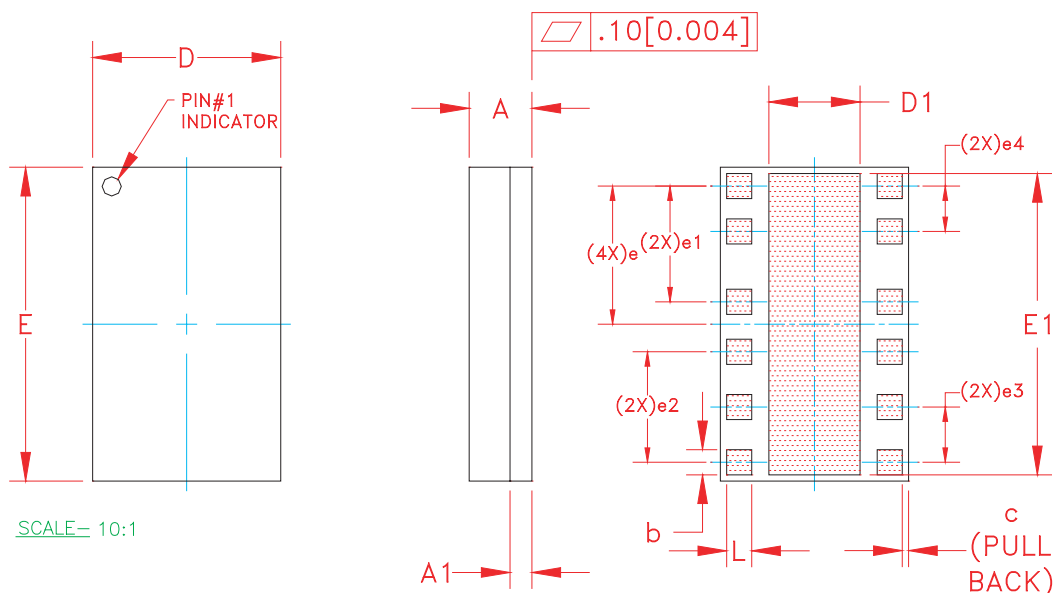 .10[0.004]
D
PIN#1
INDICATOR
A
D1
(2X)e4
(4X)e
(2X)e1
E
E1
(2X)e2
(2X)e3
b
L
c
(PULL
BACK)
A1
SCALE- 10:1